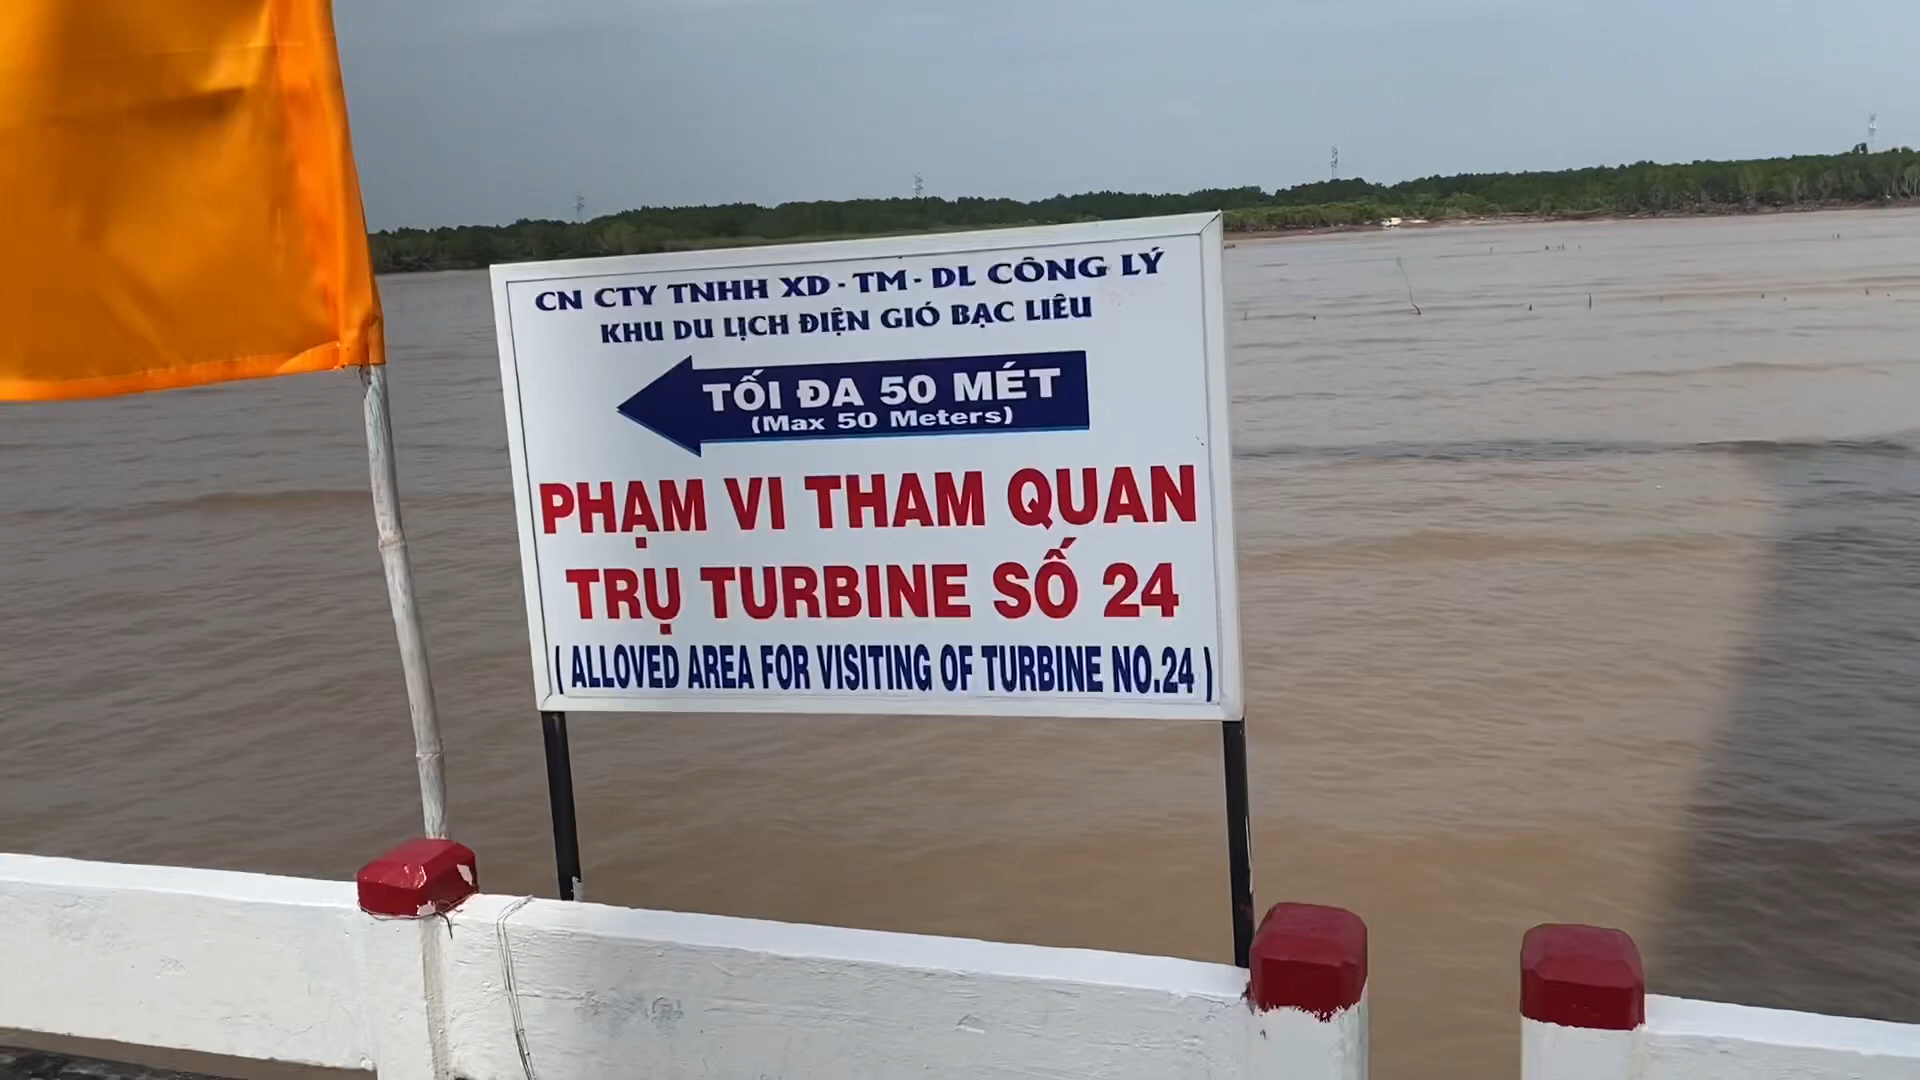 CN CTY TNHH XD - TM - DL CÔNG LÝ
KHU DU LỊCH ĐIỆN GIÓ BẠC LIÊU
TỐI ĐA 50 MÉT
(Max 50 Meters)
PHẠM VI THAM QUAN
TRỤ TURBINE SỐ 24
( ALLOVED AREA FOR VISITING OF TURBINE NO.24 )